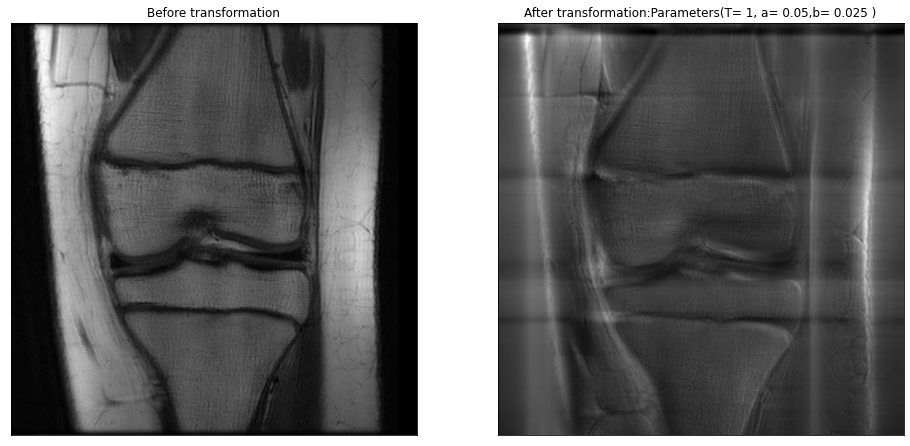 Before transformation
After transformation:Parameters(T= 1, a= 0.05,b= 0.025 )